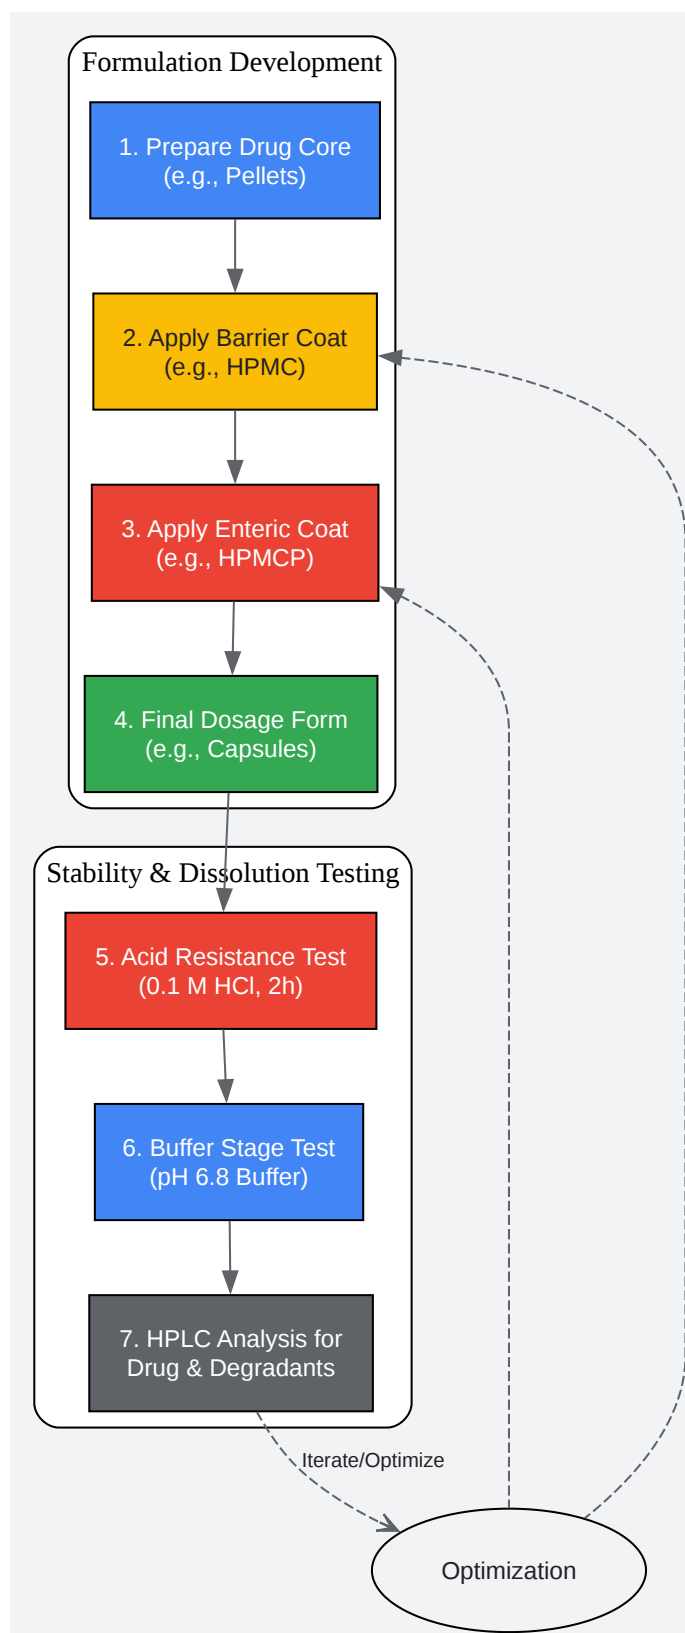 Formulation Development
1. Prepare Drug Core
(e.g., Pellets)
2. Apply Barrier Coat
(e.g., HPMC)
3. Apply Enteric Coat
(e.g., HPMCP)
4. Final Dosage Form
(e.g., Capsules)
Stability & Dissolution Testing
5. Acid Resistance Test
(0.1 M HCl, 2h)
6. Buffer Stage Test
(pH 6.8 Buffer)
7. HPLC Analysis for
Drug & Degradants
Iterate/Optimize
Optimization